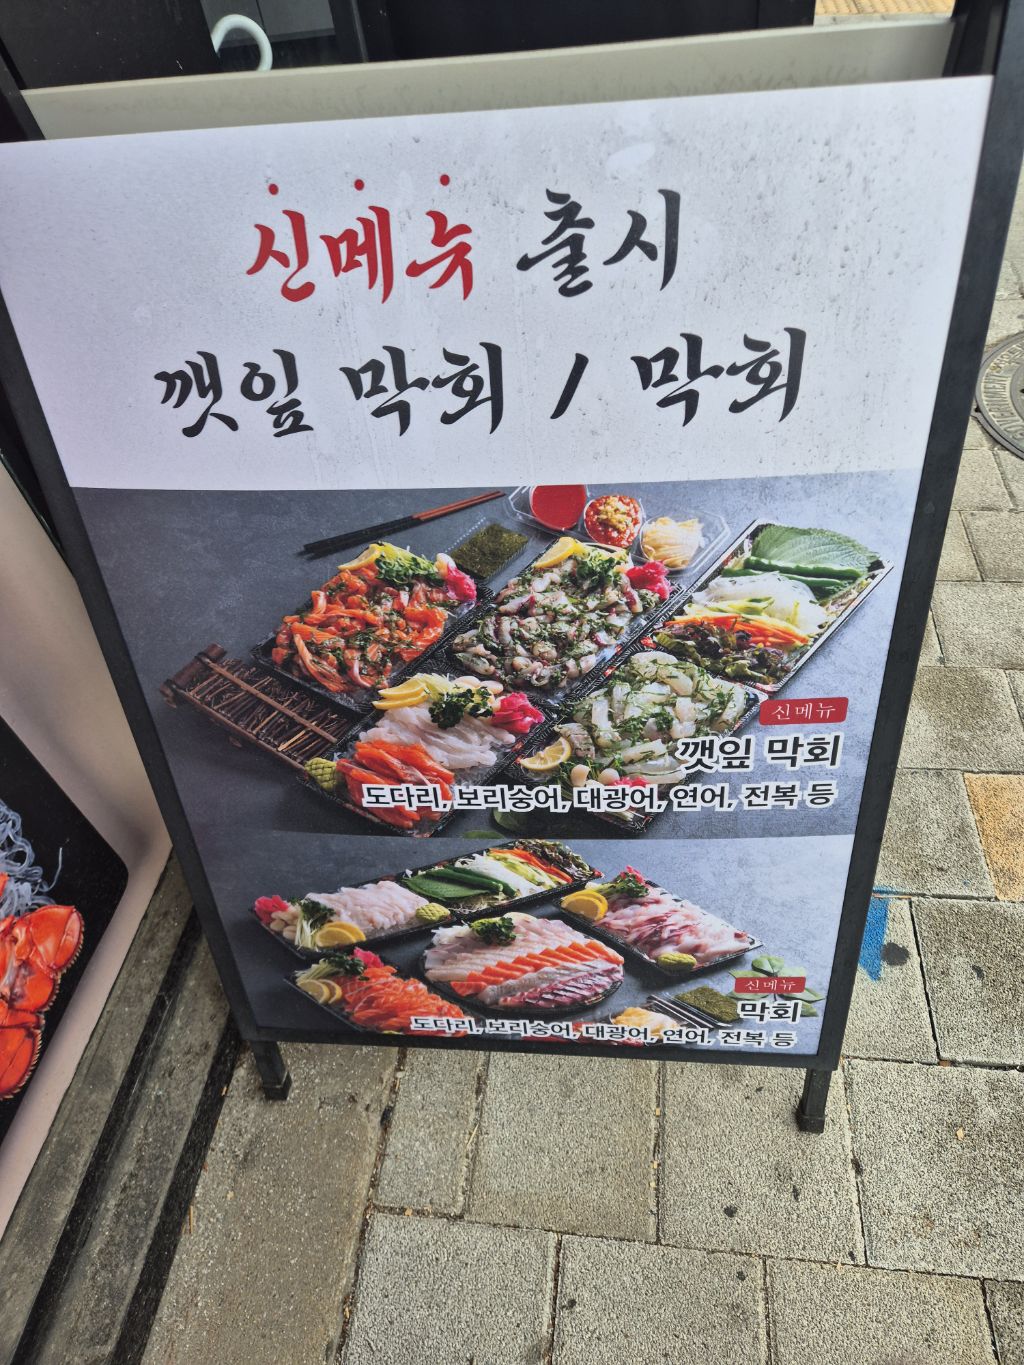 신메뉴 출시
깻잎 막회 / 막회
신메뉴
깻잎 막회
도다리, 보리숭어, 대광어, 연어, 전복 등
신메뉴
막회
도다리, 보리숭어, 대광어, 연어, 전복 등